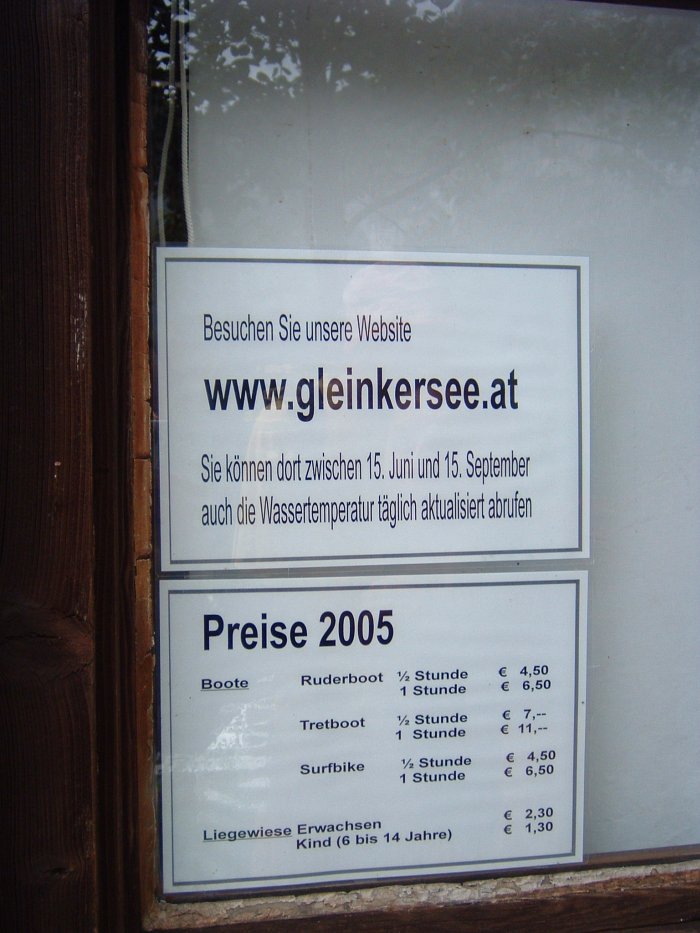 Besuchen Sie unsere Website
www.gleinkersee.at
Sie können dort zwischen 15. Juni und 15. September
auch die Wassertemperatur täglich aktualisiert abrufen
Preise 2005
Boote Ruderboot ½ Stunde € 4,50
1 Stunde € 6,50
Tretboot ½ Stunde € 7,--
1 Stunde € 11,--
Surfbike ½ Stunde € 4,50
1 Stunde € 6,50
Liegewiese Erwachsen € 2,30
Kind (6 bis 14 Jahre) € 1,30